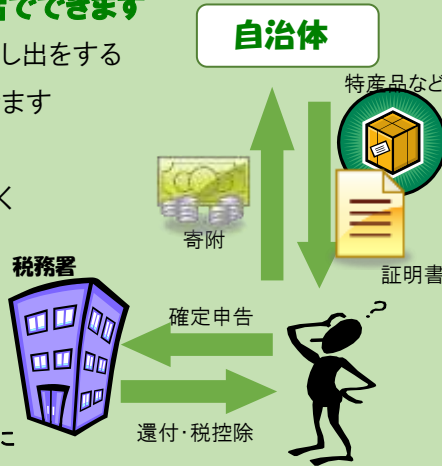 でできます
自治体
し出をする
特産品など
ます
く
寄附
税務署
証明書
確定申告
還付・税控除
に
?